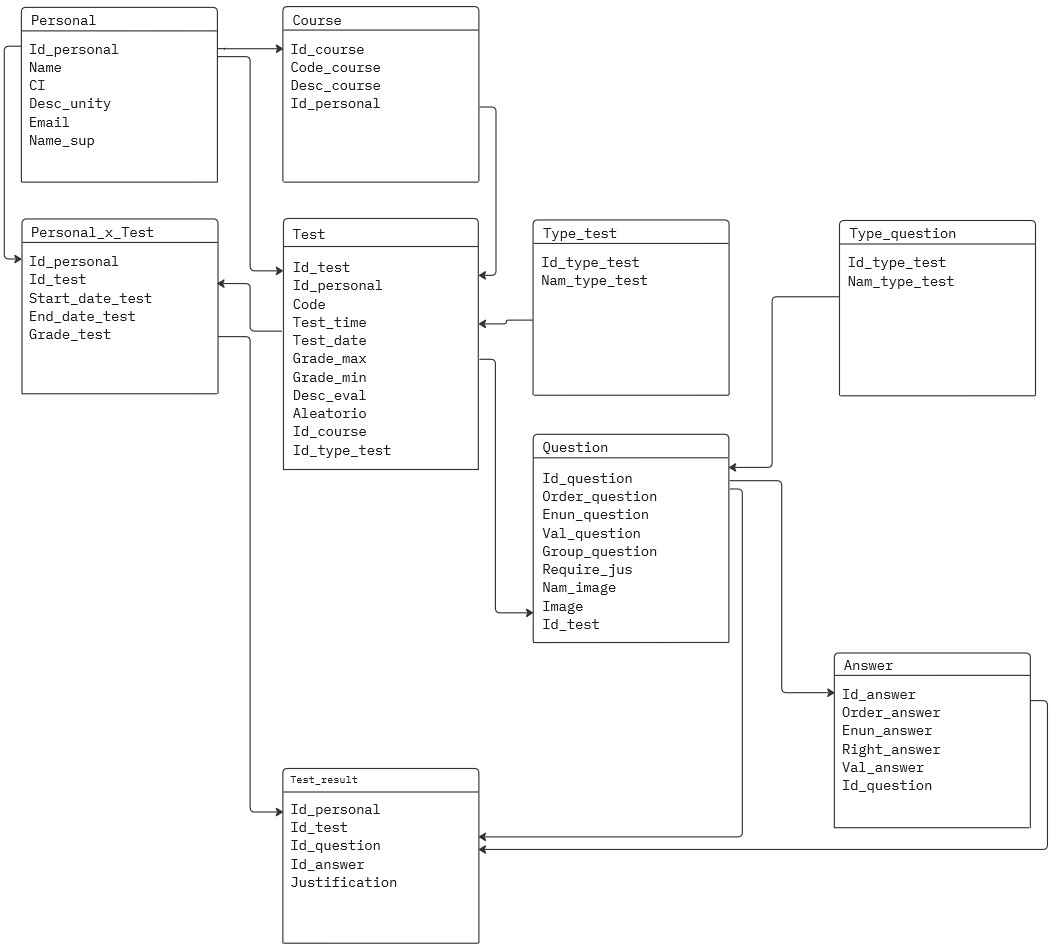 Personal
Id_personal
Name
CI
Desc_unity
Email
Name_sup
Course
Id_course
Code_course
Desc_course
Id_personal
Personal_x_Test
Id_personal
Id_test
Start_date_test
End_date_test
Grade_test
Test
Id_test
Id_personal
Code
Test_time
Test_date
Grade_max
Grade_min
Desc_eval
Aleatorio
Id_course
Id_type_test
Type_test
Id_type_test
Nam_type_test
Type_question
Id_type_test
Nam_type_test
Question
Id_question
Order_question
Enun_question
Val_question
Group_question
Require_jus
Nam_image
Image
Id_test
Answer
Id_answer
Order_answer
Enun_answer
Right_answer
Val_answer
Id_question
Test_result
Id_personal
Id_test
Id_question
Id_answer
Justification